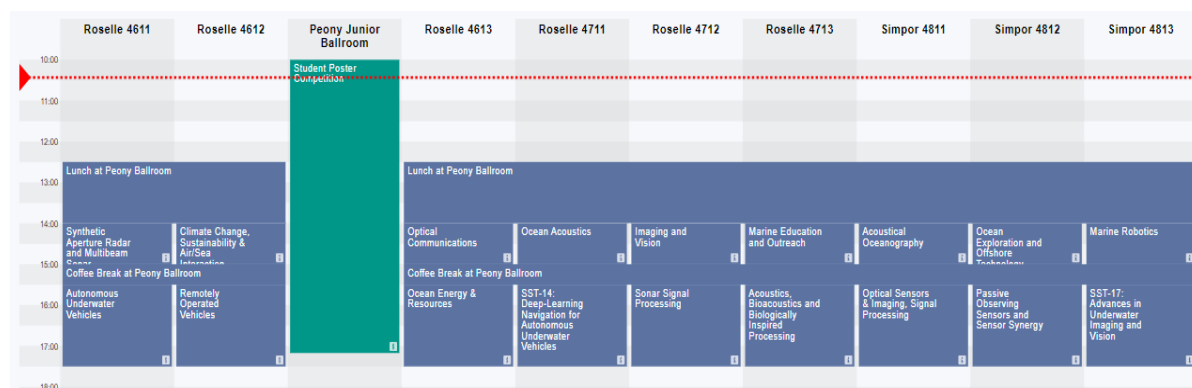 Roselle 4611
Roselle 4612
Peony Junior
Ballroom
Roselle 4613
Roselle 4711
Roselle 4712
Roselle 4713
Simpor 4811
Simpor 4812
Simpor 4813
10:00
Student Poster
Competition
11:00
12:00
Lunch at Peony Ballroom
Lunch at Peony Ballroom
13:00
14:00
Synthetic
Aperture Radar
and Multibeam
Sonar
Climate Change,
Sustainability &
Air/Sea
Interaction
Optical
Communications
Ocean Acoustics
Imaging and
Vision
Marine Education
and Outreach
Acoustical
Oceanography
Ocean
Exploration and
Offshore
Technology
Marine Robotics
15:00
Coffee Break at Peony Ballroom
Coffee Break at Peony Ballroom
Autonomous
Underwater
Vehicles
Remotely
Operated
Vehicles
Ocean Energy &
Resources
SST-14:
Deep-Learning
Navigation for
Autonomous
Underwater
Vehicles
Sonar Signal
Processing
Acoustics,
Bioacoustics and
Biologically
Inspired
Processing
Optical Sensors
& Imaging, Signal
Processing
Passive
Observing
Sensors and
Sensor Synergy
SST-17:
Advances in
Underwater
Imaging and
Vision
16:00
17:00
18:00